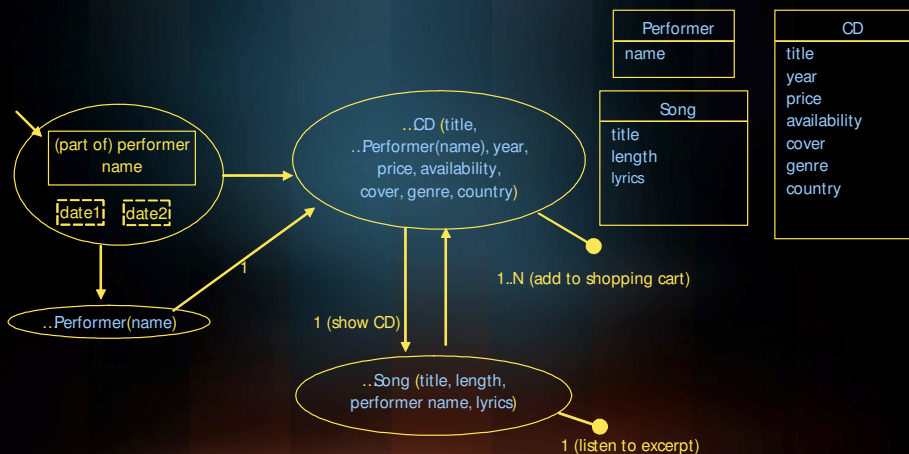 (part of) performer
name
date1
date2
...Performer(name)
1
...CD (title,
...Performer(name), year,
price, availability,
cover, genre, country)
1 (show CD)
1..N (add to shopping cart)
...Song (title, length,
performer name, lyrics)
1 (listen to excerpt)
Performer
name
Song
title
length
lyrics
CD
title
year
price
availability
cover
genre
country